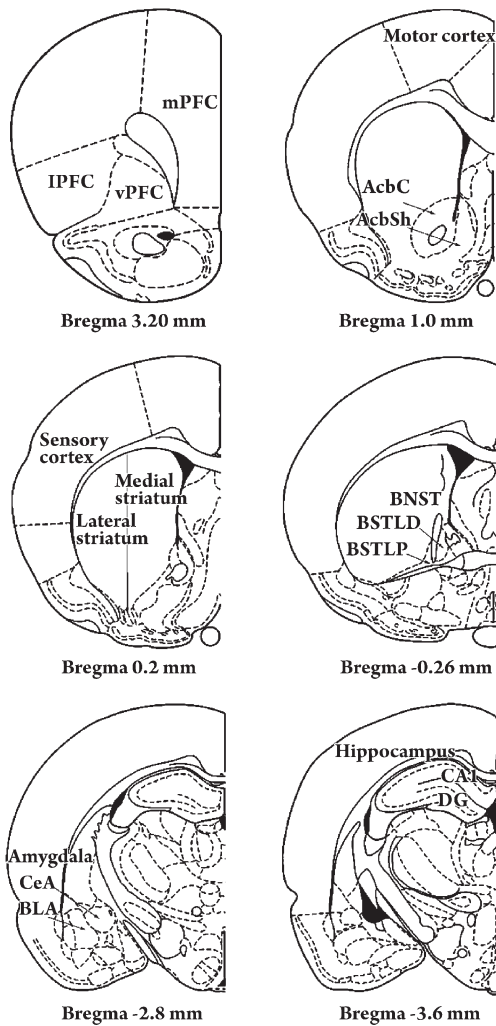 mPFC
lPFC
vPFC
Bregma 3.20 mm
Motor cortex
AcbC
AcbSh
Bregma 1.0 mm
Sensory
cortex
Medial
striatum
Lateral
striatum
Bregma 0.2 mm
BNST
BSTLD
BSTLP
Bregma -0.26 mm
Amygdala
CeA
BLA
Bregma -2.8 mm
Hippocampus
CA1
DG
Bregma -3.6 mm